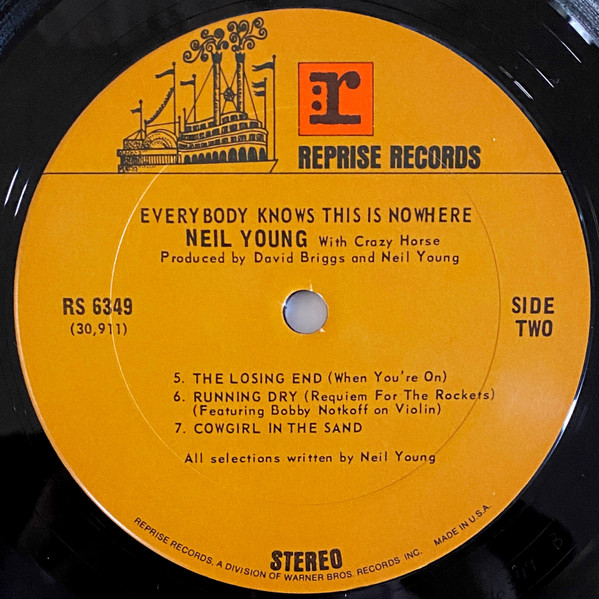 r:
REPRISE RECORDS
EVERYBODY KNOWS THIS IS NOWHERE
NEIL YOUNG With Crazy Horse
Produced by David Briggs and Neil Young
RS 6349
(30,911)
SIDE
TWO
5. THE LOSING END (When You're On)
6. RUNNING DRY (Requiem For The Rockets)
(Featuring Bobby Notkoff on Violin)
7. COWGIRL IN THE SAND
All selections written by Neil Young
STEREO
REPRISE RECORDS, A DIVISION OF WARNER BROS. RECORDS INC. MADE IN U.S.A.